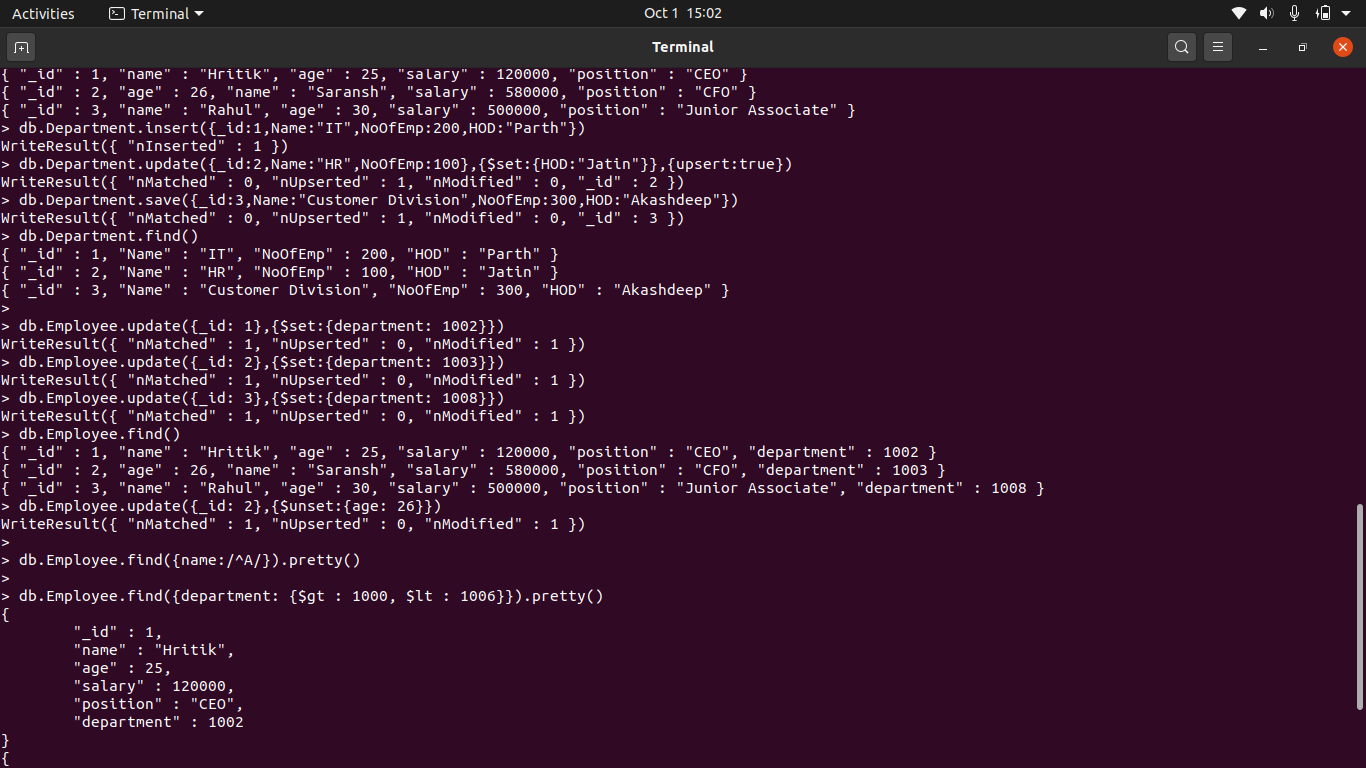 Activities Terminal Oct 1 15:02
Terminal
{ "_id" : 1, "name" : "Hritik", "age" : 25, "salary" : 120000, "position" : "CEO" }
{ "_id" : 2, "age" : 26, "name" : "Saransh", "salary" : 580000, "position" : "CFO" }
{ "_id" : 3, "name" : "Rahul", "age" : 30, "salary" : 500000, "position" : "Junior Associate" }
> db.Department.insert({_id:1,Name:"IT",NoOfEmp:200,HOD:"Parth"})
WriteResult({ "nInserted" : 1 })
> db.Department.update({_id:2,Name:"HR",NoOfEmp:100},{$set:{HOD:"Jatin"}},{upsert:true})
WriteResult({ "nMatched" : 0, "nUpserted" : 1, "nModified" : 0, "_id" : 2 })
> db.Department.save({_id:3,Name:"Customer Division",NoOfEmp:300,HOD:"Akashdeep"})
WriteResult({ "nMatched" : 0, "nUpserted" : 1, "nModified" : 0, "_id" : 3 })
> db.Department.find()
{ "_id" : 1, "Name" : "IT", "NoOfEmp" : 200, "HOD" : "Parth" }
{ "_id" : 2, "Name" : "HR", "NoOfEmp" : 100, "HOD" : "Jatin" }
{ "_id" : 3, "Name" : "Customer Division", "NoOfEmp" : 300, "HOD" : "Akashdeep" }
>
> db.Employee.update({_id: 1},{$set:{department: 1002}})
WriteResult({ "nMatched" : 1, "nUpserted" : 0, "nModified" : 1 })
> db.Employee.update({_id: 2},{$set:{department: 1003}})
WriteResult({ "nMatched" : 1, "nUpserted" : 0, "nModified" : 1 })
> db.Employee.update({_id: 3},{$set:{department: 1008}})
WriteResult({ "nMatched" : 1, "nUpserted" : 0, "nModified" : 1 })
> db.Employee.find()
{ "_id" : 1, "name" : "Hritik", "age" : 25, "salary" : 120000, "position" : "CEO", "department" : 1002 }
{ "_id" : 2, "age" : 26, "name" : "Saransh", "salary" : 580000, "position" : "CFO", "department" : 1003 }
{ "_id" : 3, "name" : "Rahul", "age" : 30, "salary" : 500000, "position" : "Junior Associate", "department" : 1008 }
> db.Employee.update({_id: 2},{$unset:{age: 26}})
WriteResult({ "nMatched" : 1, "nUpserted" : 0, "nModified" : 1 })
>
> db.Employee.find({name:/^A/}).pretty()
>
> db.Employee.find({department: {$gt : 1000, $lt : 1006}}).pretty()
{
"_id" : 1,
"name" : "Hritik",
"age" : 25,
"salary" : 120000,
"position" : "CEO",
"department" : 1002
}
{